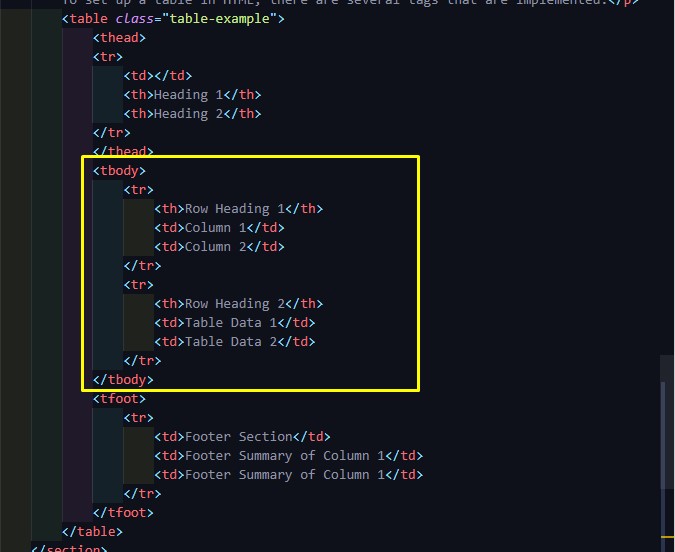 To set up a table in HTML, there are several tags that are implemented.</p>
<table class="table-example">
<thead>
<tr>
<td></td>
<th>Heading 1</th>
<th>Heading 2</th>
</tr>
</thead>
<tbody>
<tr>
<th>Row Heading 1</th>
<td>Column 1</td>
<td>Column 2</td>
</tr>
<tr>
<th>Row Heading 2</th>
<td>Table Data 1</td>
<td>Table Data 2</td>
</tr>
</tbody>
<tfoot>
<tr>
<td>Footer Section</td>
<td>Footer Summary of Column 1</td>
<td>Footer Summary of Column 1</td>
</tr>
</tfoot>
</table>
</section>